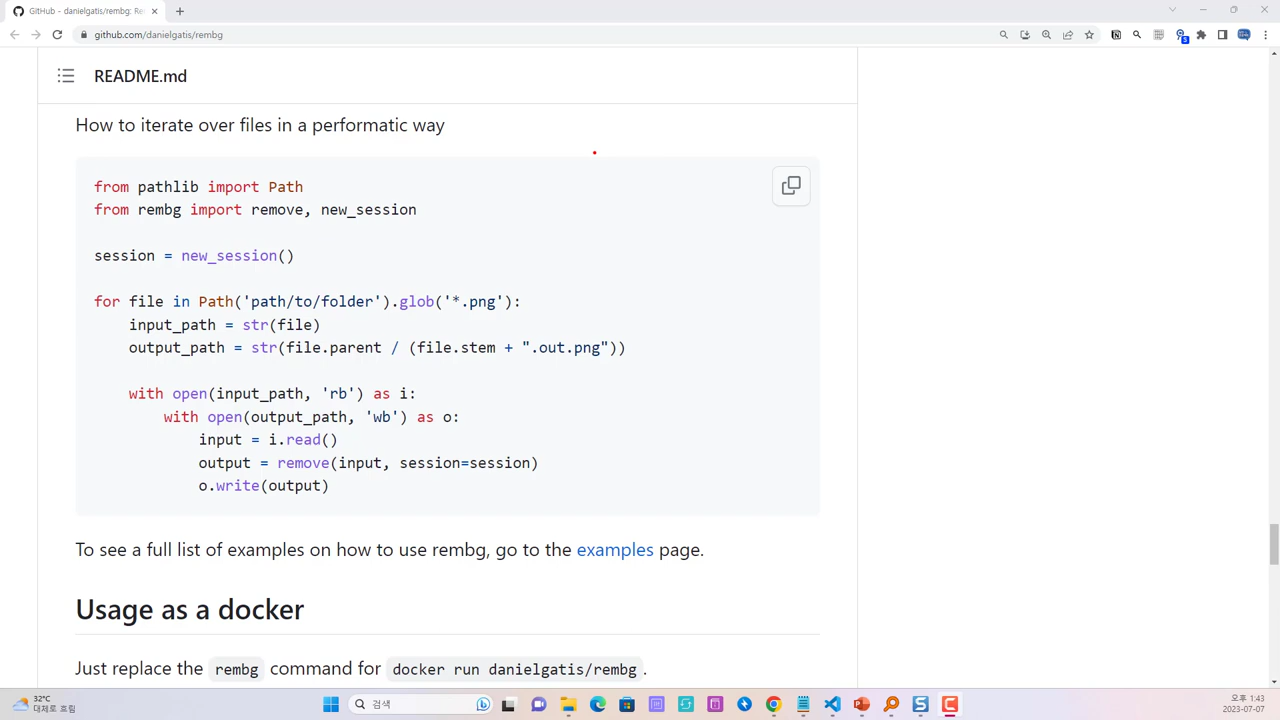 GitHub - danielgatis/rembg: Re
github.com/danielgatis/rembg
README.md
How to iterate over files in a performatic way
from pathlib import Path
from rembg import remove, new_session
session = new_session()
for file in Path('path/to/folder').glob('*.png'):
input_path = str(file)
output_path = str(file.parent / (file.stem + ".out.png"))
with open(input_path, 'rb') as i:
with open(output_path, 'wb') as o:
input = i.read()
output = remove(input, session=session)
o.write(output)
To see a full list of examples on how to use rembg, go to the examples page.
Usage as a docker
Just replace the rembg command for docker run danielgatis/rembg.
32°C
대체로 흐림
검색
오후 1:43
2023-07-07